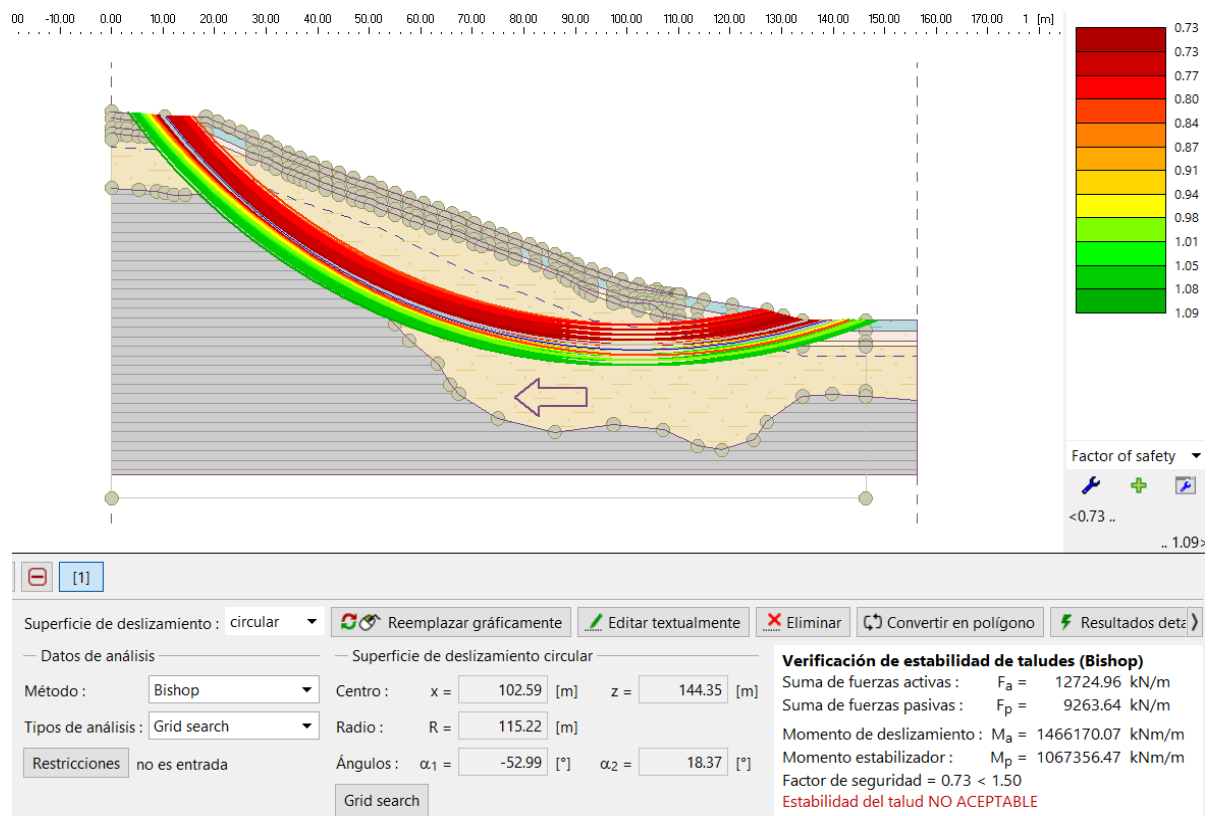 00 -10.00 0.00 10.00 20.00 30.00 40.00 50.00 60.00 70.00 80.00 90.00 100.00 110.00 120.00 130.00 140.00 150.00 160.00 170.00 1 [m]
0.73
0.73
0.77
0.80
0.84
0.87
0.91
0.94
0.98
1.01
1.05
1.08
1.09
Factor of safety
<0.73 ..
.. 1.09>
[1]
Superficie de deslizamiento : circular Reemplazar gráficamente Editar textualmente Eliminar Convertir en polígono Resultados deta
Datos de análisis
Método : Bishop
Tipos de análisis : Grid search
Restricciones no es entrada
Superficie de deslizamiento circular
Centro : x = 102.59 [m] z = 144.35 [m]
Radio : R = 115.22 [m]
Ángulos : α1 = -52.99 [°] α2 = 18.37 [°]
Grid search
Verificación de estabilidad de taludes (Bishop)
Suma de fuerzas activas : Fa = 12724.96 kN/m
Suma de fuerzas pasivas : Fp = 9263.64 kN/m
Momento de deslizamiento : Ma = 1466170.07 kNm/m
Momento estabilizador : Mp = 1067356.47 kNm/m
Factor de seguridad = 0.73 < 1.50
Estabilidad del talud NO ACEPTABLE